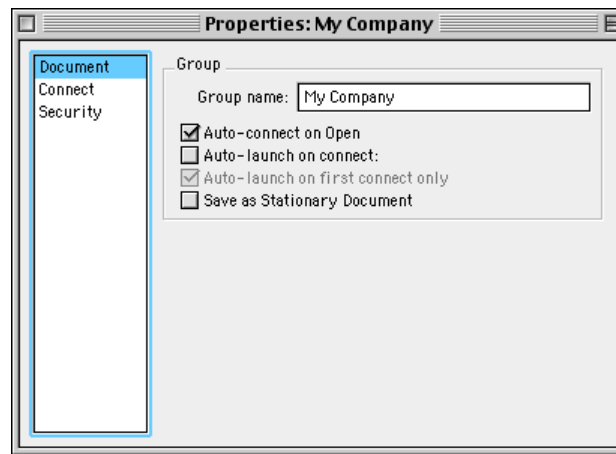 Properties: My Company
Document
Connect
Security
Group
Group name: My Company
Auto-connect on Open
Auto-launch on connect:
Auto-launch on first connect only
Save as Stationary Document